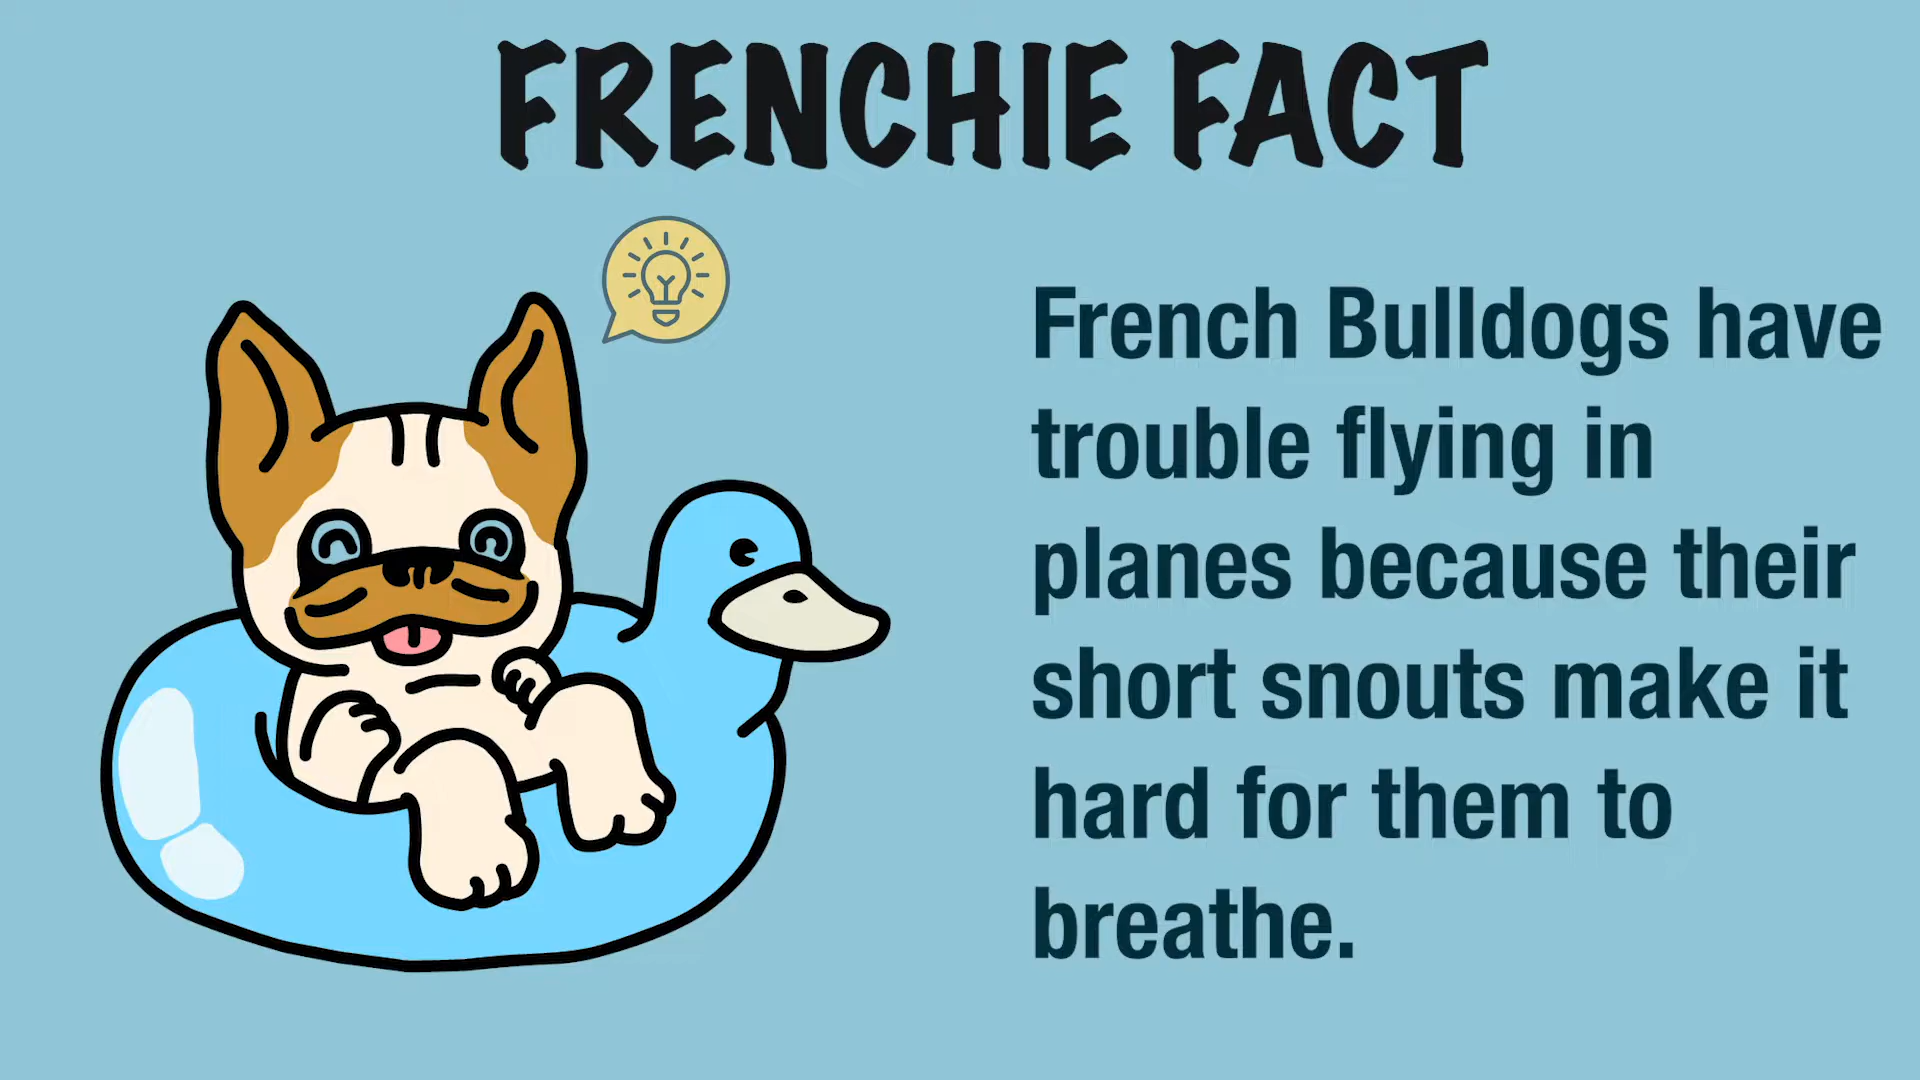 FRENCHIE FACT
French Bulldogs have
trouble flying in
planes because their
short snouts make it
hard for them to
breathe.